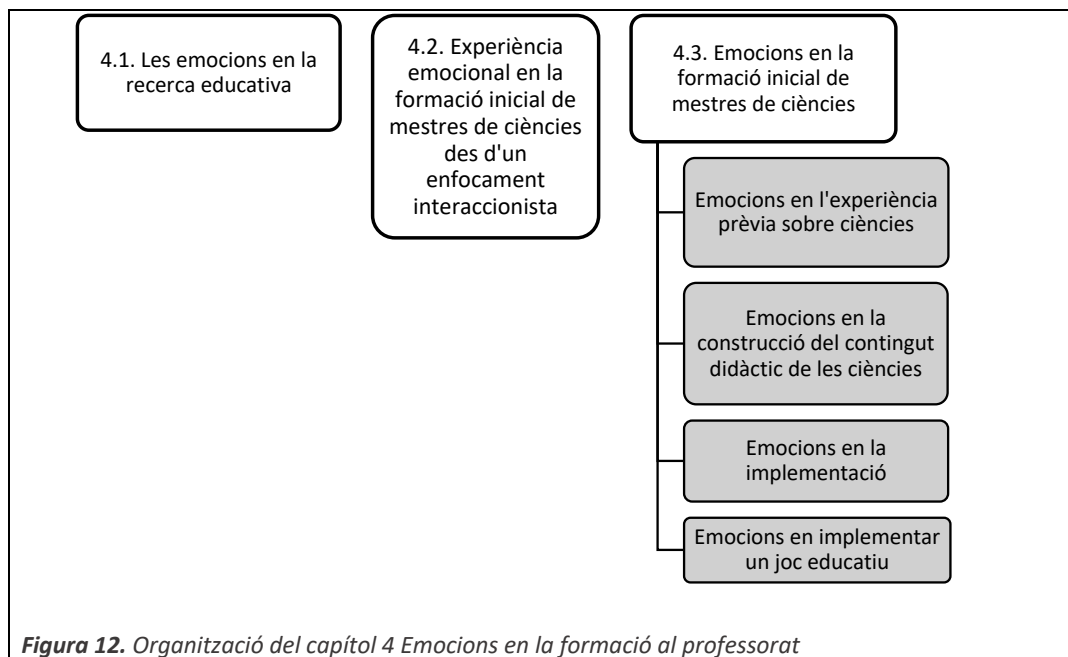 4.1. Les emocions en la
recerca educativa
4.2. Experiència
emocional en la
formació inicial de
mestres de ciències
des d'un
enfocament
interaccionista
4.3. Emocions en la
formació inicial de
mestres de ciències
Emocions en l'experiència
prèvia sobre ciències
Emocions en la
construcció del contingut
didàctic de les ciències
Emocions en la
implementació
Emocions en implementar
un joc educatiu
Figura 12. Organització del capítol 4 Emocions en la formació al professorat